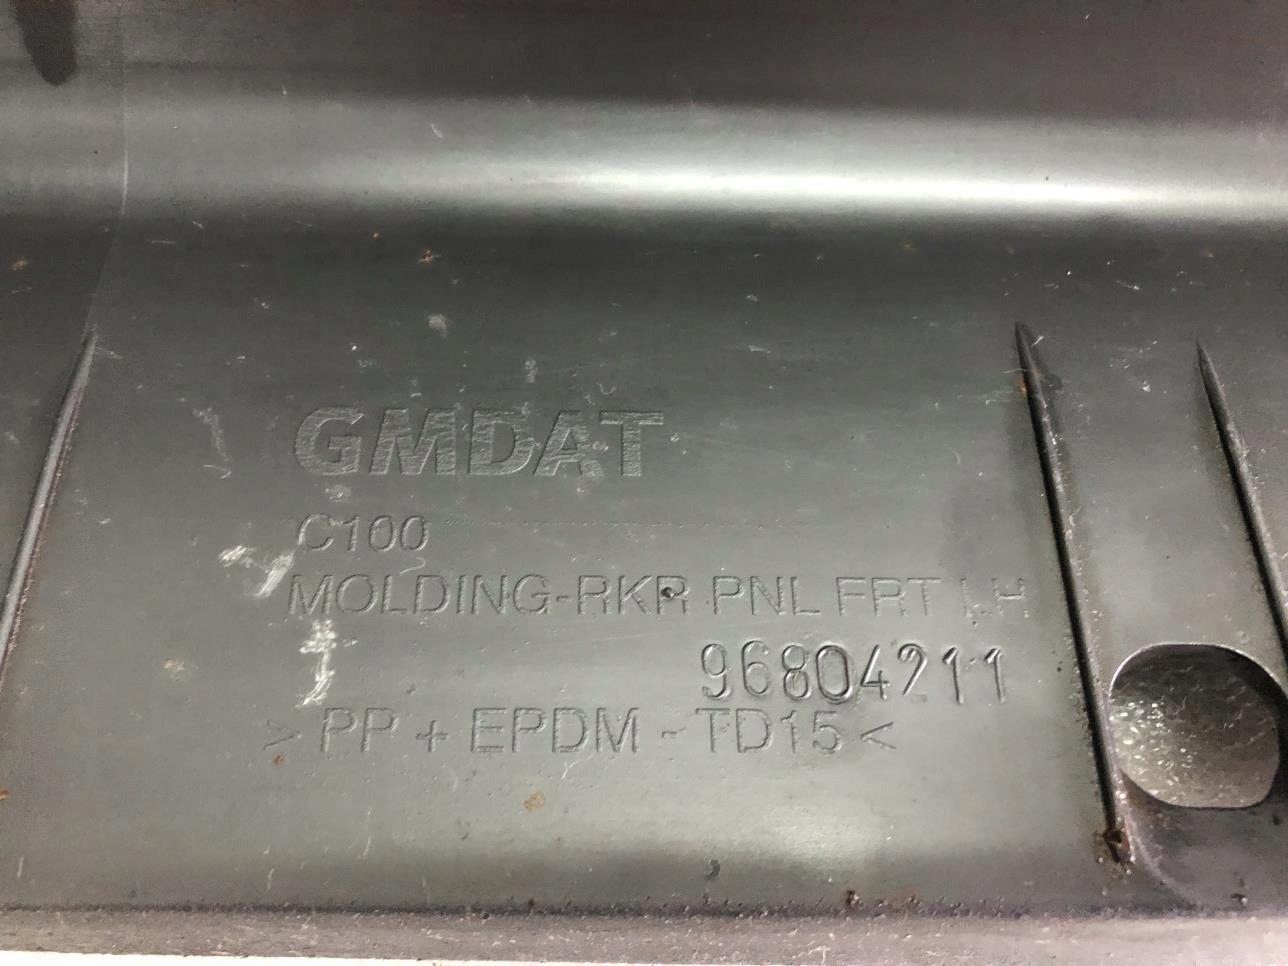 GMDAT
C100
MOLDING-RKR PNL FRT LH
96804211
> PP + EPDM - TD15 <